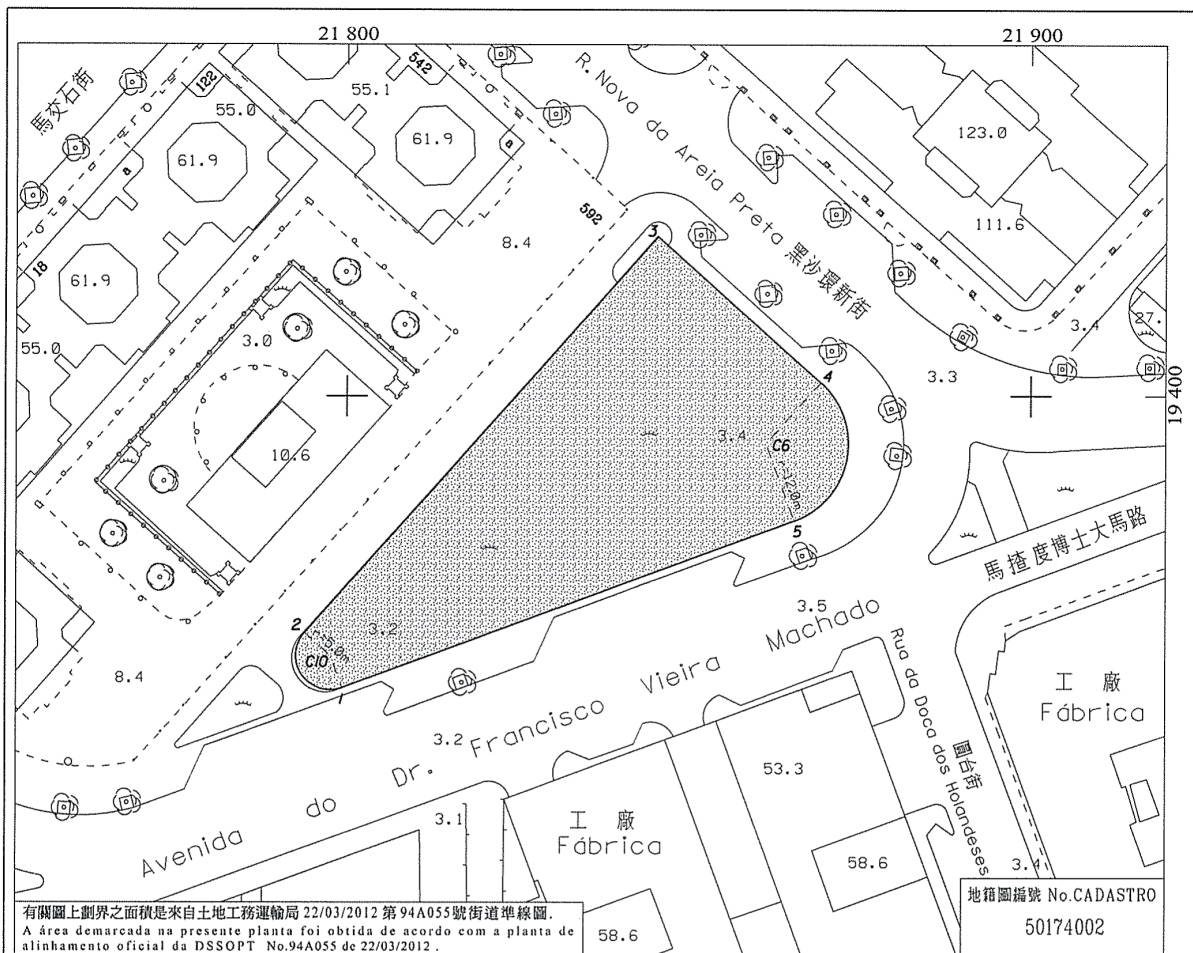 21 800
21 900
19 400
馬交石街
122
542
55.0
55.1
61.9
61.9
8
8
R. Nova da Areia Preta 黑沙環新街
123.0
111.6
592
8.4
3
18
61.9
55.0
3.0
3.4
27.
3.3
4
3.4
C6
r=12.0m
10.6
5
馬揸度博士大馬路
3.5
2
3.2
r=5.0m
C10
1
8.4
Avenida do Dr. Francisco Vieira Machado
3.2
Rua da Doca dos Holandeses
圓台街
工 廠
Fábrica
53.3
3.1
工 廠
Fábrica
58.6
3.4
58.6
有關圖上劃界之面積是來自土地工務運輸局 22/03/2012 第 94A055號街道準線圖.
A área demarcada na presente planta foi obtida de acordo com a planta de
alinhamento oficial da DSSOPT No.94A055 de 22/03/2012 .
地籍圖編號 No.CADASTRO
50174002